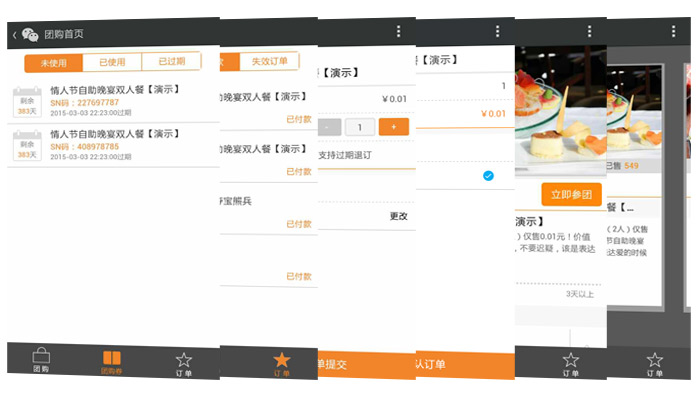 团购首页
未使用
已使用
已过期
剩余
383天
情人节自助晚宴双人餐【演示】
SN码：227697787
2015-03-03 22:23:00过期
剩余
383天
情人节自助晚宴双人餐【演示】
SN码：408978785
2015-03-03 22:23:00过期
团购
团购券
订单
失效订单
助晚宴双人餐【演示】
已付款
助晚宴双人餐【演示】
已付款
宝熊兵
已付款
已付款
订单
【演示】
￥0.01
-
1
+
支持过期退订
更改
单提交
【演示】
1
￥0.01
认订单
立即参团
演示】
）仅售0.01元！价值
，不要迟疑，该是表达
3天以上
订单
已售 549
餐【...
（2人）仅售
节自助晚宴
达爱的时候
订单